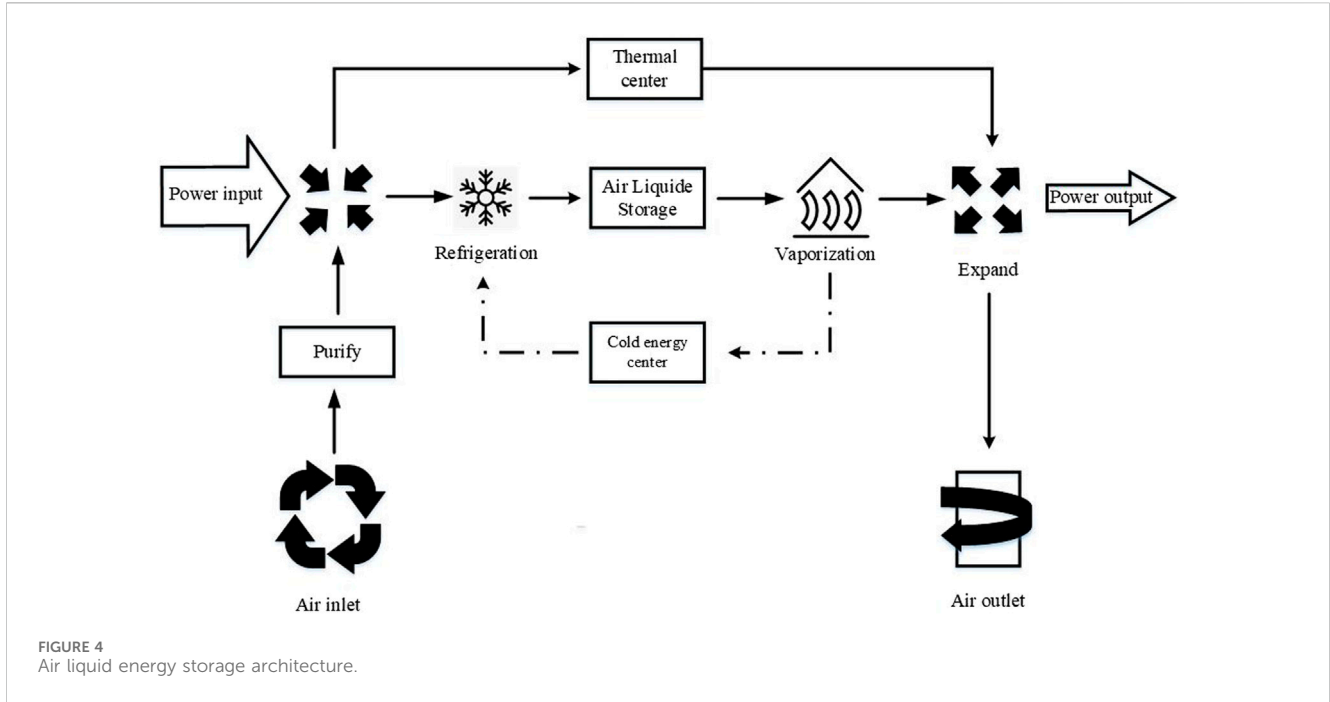 Thermal
center
Power input
Air Liquide
Storage
Power output
Refrigeration
Vaporization
Expand
Purify
Cold energy
center
Air inlet
Air outlet
FIGURE 4
Air liquid energy storage architecture.